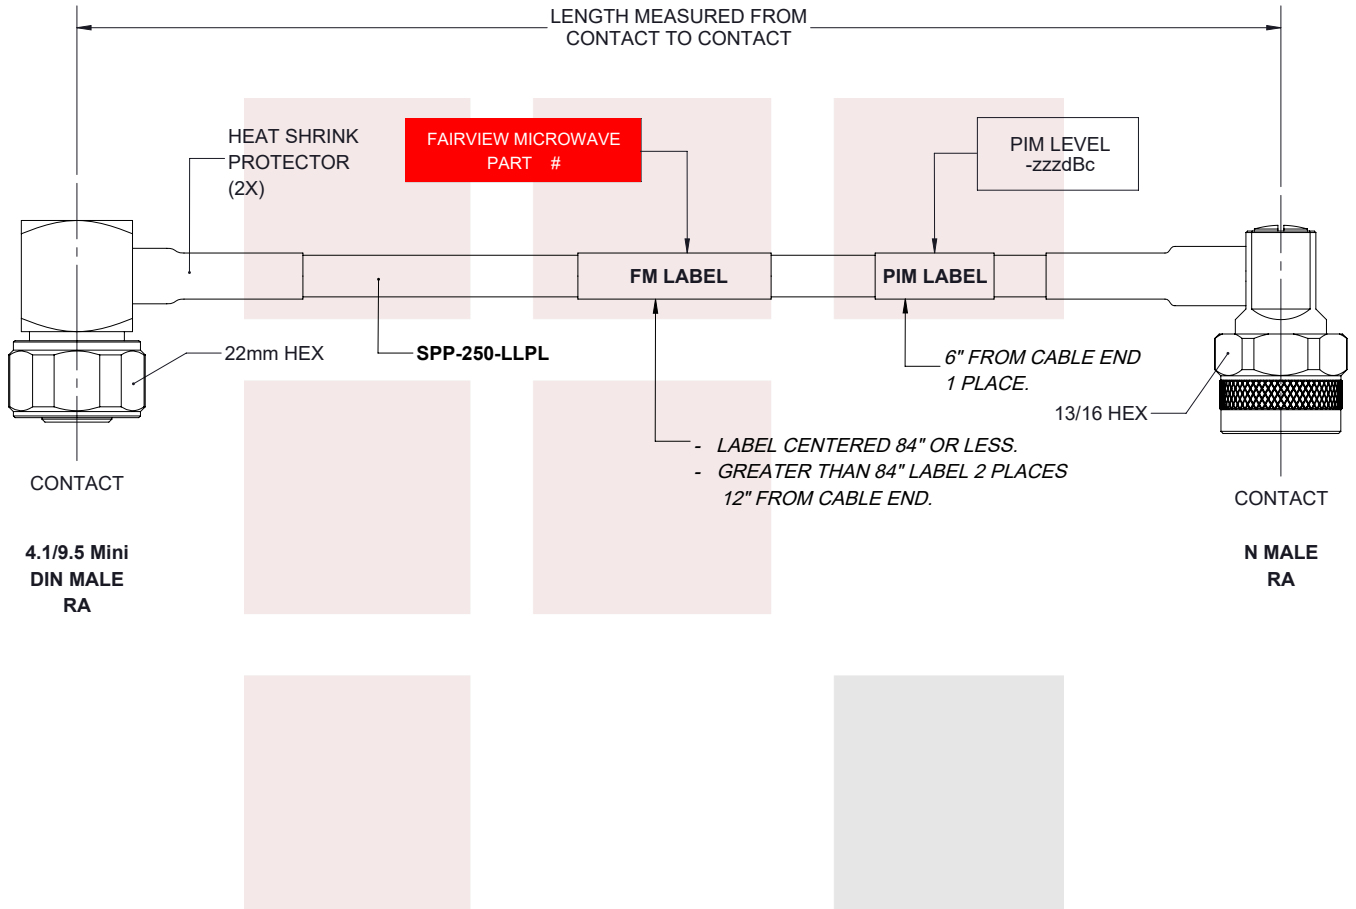 LENGTH MEASURED FROM
CONTACT TO CONTACT
HEAT SHRINK
PROTECTOR
(2X)
FAIRVIEW MICROWAVE
PART #
PIM LEVEL
-zzzdBc
FM LABEL
PIM LABEL
22mm HEX
SPP-250-LLPL
6" FROM CABLE END
1 PLACE.
13/16 HEX
- LABEL CENTERED 84" OR LESS.
- GREATER THAN 84" LABEL 2 PLACES
12" FROM CABLE END.
CONTACT
4.1/9.5 Mini
DIN MALE
RA
CONTACT
N MALE
RA